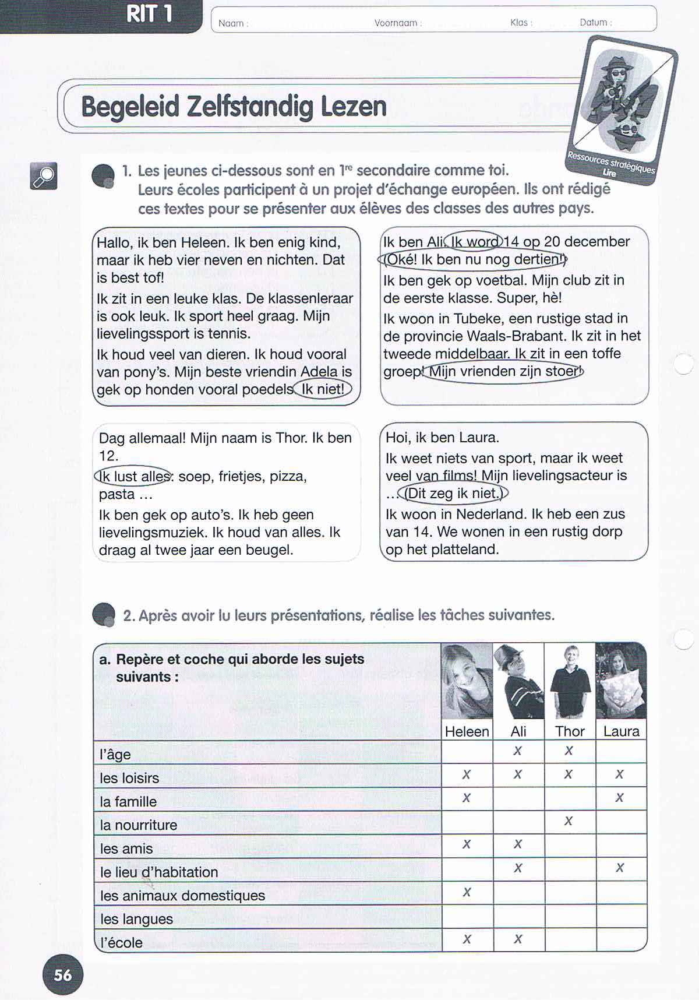 RIT 1
Naam :
Voornaam :
Klas :
Datum :
Begeleid Zelfstandig Lezen
Ressources stratégiques
Lire
1. Les jeunes ci-dessous sont en 1re secondaire comme toi.
Leurs écoles participent à un projet d'échange européen. Ils ont rédigé
ces textes pour se présenter aux élèves des classes des autres pays.
Hallo, ik ben Heleen. Ik ben enig kind,
maar ik heb vier neven en nichten. Dat
is best tof!
Ik zit in een leuke klas. De klassenleraar
is ook leuk. Ik sport heel graag. Mijn
lievelingssport is tennis.
Ik houd veel van dieren. Ik houd vooral
van pony's. Mijn beste vriendin Adela is
gek op honden vooral poedels. Ik niet!
Ik ben Ali. Ik word 14 op 20 december
(Oké! Ik ben nu nog dertien!)
Ik ben gek op voetbal. Mijn club zit in
de eerste klasse. Super, hè!
Ik woon in Tubeke, een rustige stad in
de provincie Waals-Brabant. Ik zit in het
tweede middelbaar. Ik zit in een toffe
groep! Mijn vrienden zijn stoer!
Dag allemaal! Mijn naam is Thor. Ik ben
12.
Ik lust alles: soep, frietjes, pizza,
pasta ...
Ik ben gek op auto's. Ik heb geen
lievelingsmuziek. Ik houd van alles. Ik
draag al twee jaar een beugel.
Hoi, ik ben Laura.
Ik weet niets van sport, maar ik weet
veel van films! Mijn lievelingsacteur is
... (Dit zeg ik niet.)
Ik woon in Nederland. Ik heb een zus
van 14. We wonen in een rustig dorp
op het platteland.
2. Après avoir lu leurs présentations, réalise les tâches suivantes.
a. Repère et coche qui aborde les sujets
suivants :
Heleen Ali Thor Laura
l'âge X X
les loisirs X X X X
la famille X X
la nourriture X
les amis X X
le lieu d'habitation X X
les animaux domestiques X
les langues
l'école X X
56